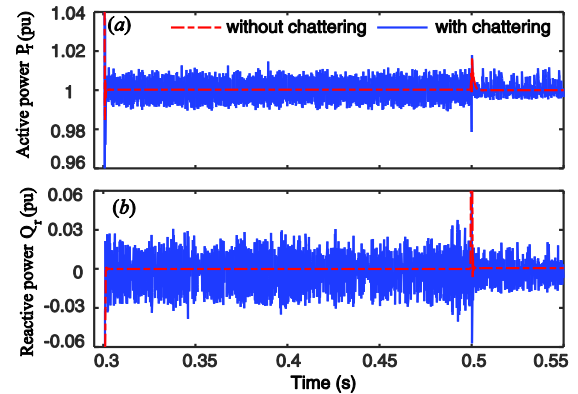 1.04
(a)
without chattering
with chattering
1.02
1
0.98
0.96
Active power Pr (pu)
0.06
(b)
0.03
0
-0.03
-0.06
Reactive power Qr (pu)
0.3
0.35
0.4
0.45
0.5
0.55
Time (s)